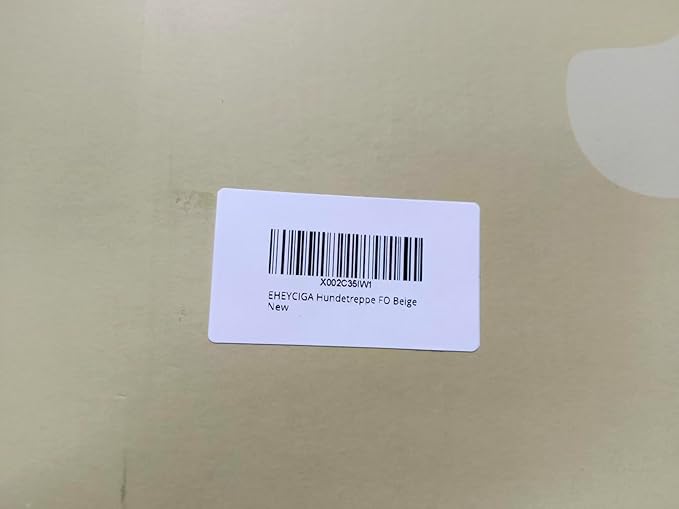 X002C35IW1
EHEYCIGA Hundetreppe FO Beige
New